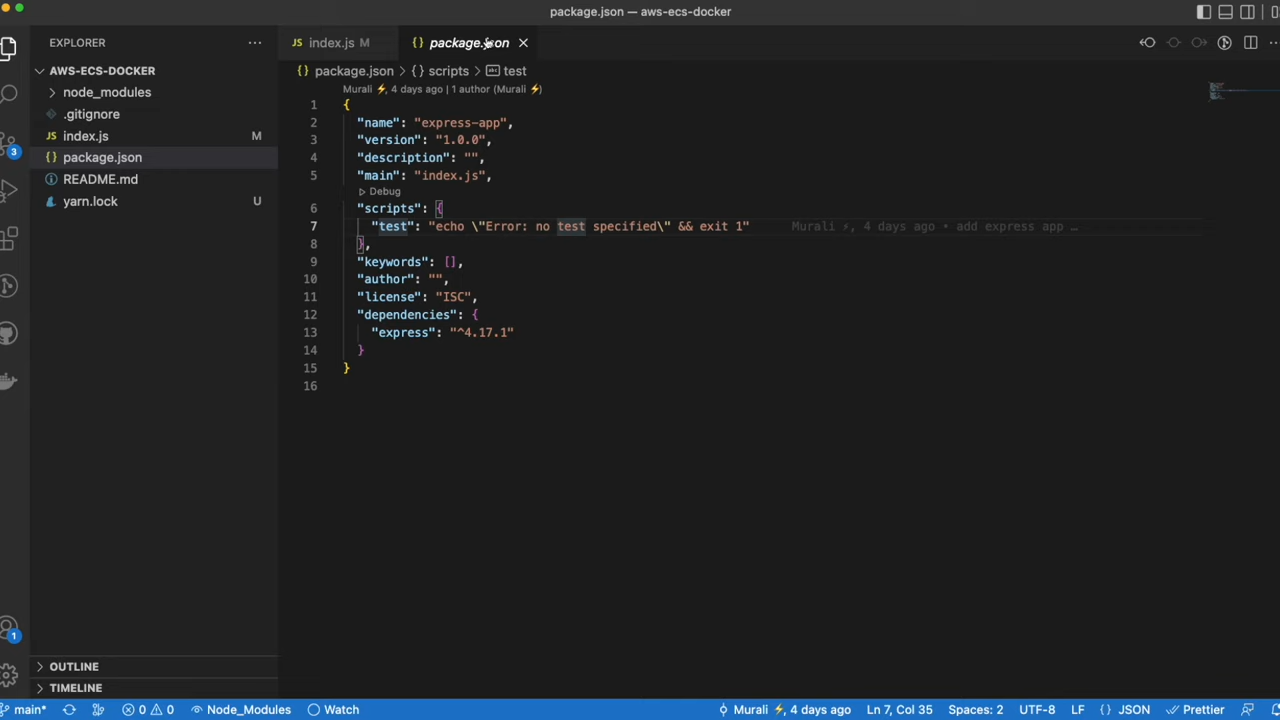 package.json — aws-ecs-docker
EXPLORER
AWS-ECS-DOCKER
node_modules
.gitignore
JS index.js M
{} package.json
README.md
yarn.lock U
OUTLINE
TIMELINE
3
1
JS index.js M
{} package.json ×
{} package.json > {} scripts > abc test
Murali ⚡, 4 days ago | 1 author (Murali ⚡)
1 {
2 "name": "express-app",
3 "version": "1.0.0",
4 "description": "",
5 "main": "index.js",
▷ Debug
6 "scripts": {
7 "test": "echo \"Error: no test specified\" && exit 1" Murali ⚡, 4 days ago • add express app …
8 },
9 "keywords": [],
10 "author": "",
11 "license": "ISC",
12 "dependencies": {
13 "express": "^4.17.1"
14 }
15 }
16
main* 0 0 Node_Modules Watch Murali ⚡, 4 days ago Ln 7, Col 35 Spaces: 2 UTF-8 LF {} JSON Prettier